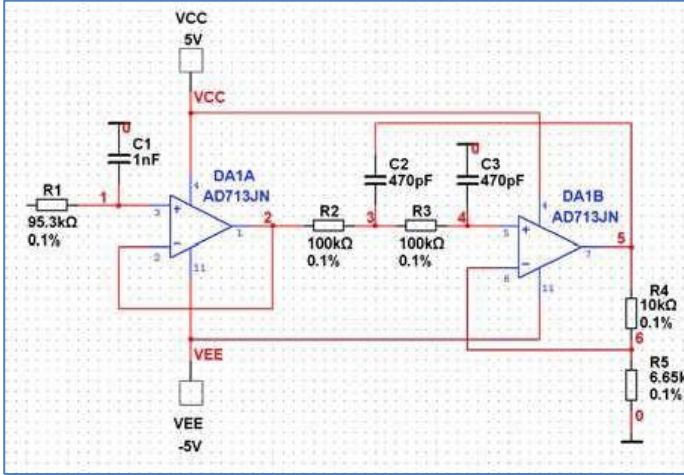 VCC
5V
VCC
0
C1
1nF
R1
1
95.3kΩ
0.1%
DA1A
AD713JN
4
3
2
1
11
2
R2
100kΩ
0.1%
3
C2
470pF
R3
100kΩ
0.1%
0
C3
470pF
4
DA1B
AD713JN
4
5
6
7
11
5
R4
10kΩ
0.1%
6
R5
6.65k
0.1%
0
VEE
VEE
-5V